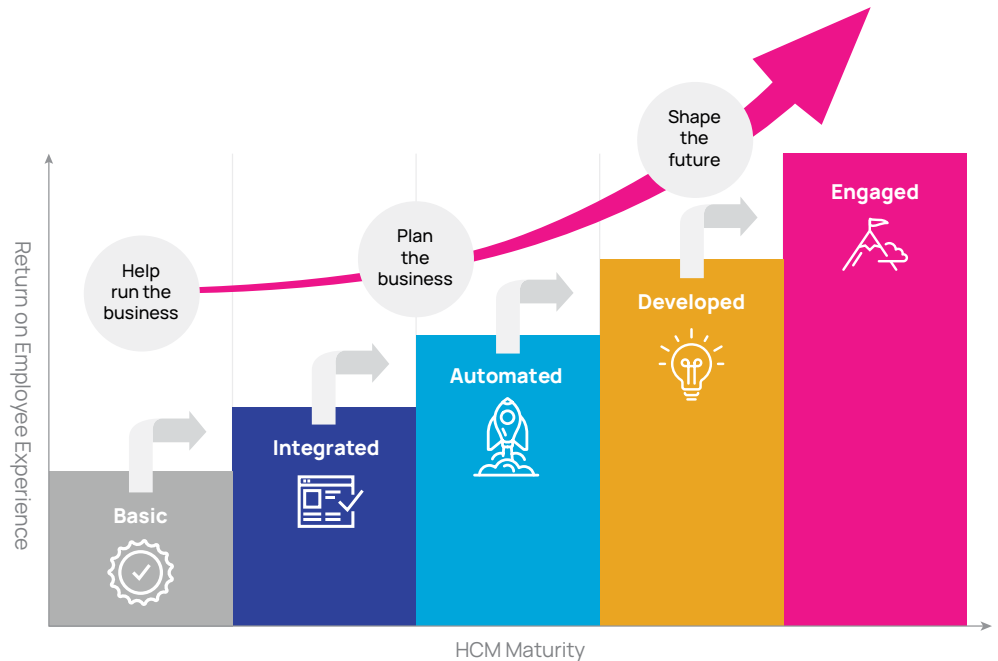 Shape
the
future
Engaged
Plan
the
business
Help
run the
business
Developed
Automated
Integrated
Basic
Return on Employee Experience
HCM Maturity